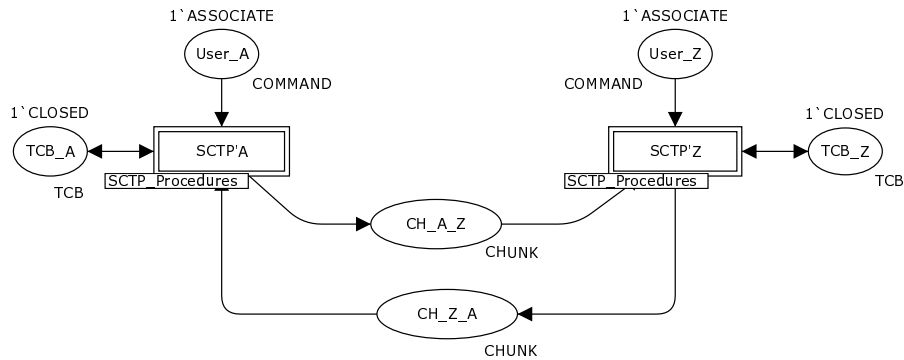 1`ASSOCIATE
1`ASSOCIATE
User_A
User_Z
COMMAND
COMMAND
1`CLOSED
1`CLOSED
TCB_A
SCTP'A
SCTP'Z
TCB_Z
SCTP_Procedures
SCTP_Procedures
TCB
TCB
CH_A_Z
CHUNK
CH_Z_A
CHUNK